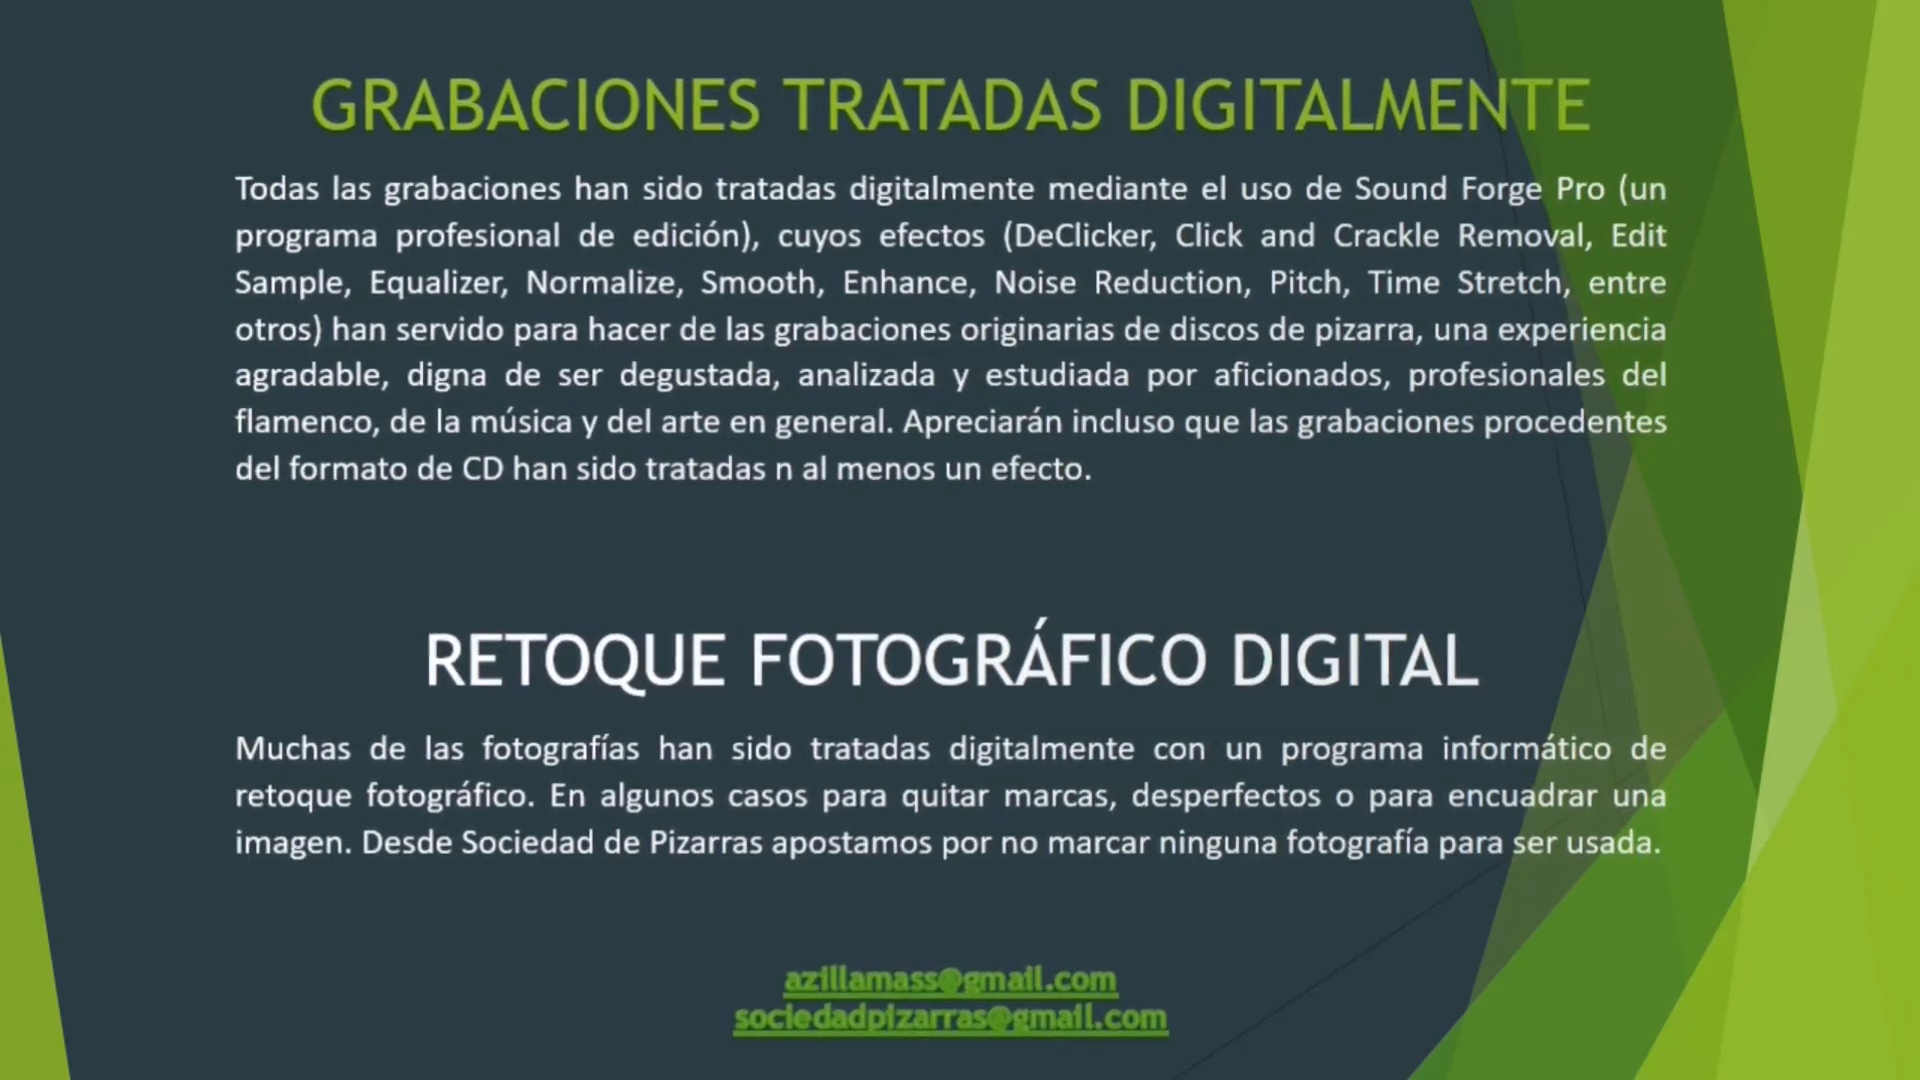 GRABACIONES TRATADAS DIGITALMENTE
Todas las grabaciones han sido tratadas digitalmente mediante el uso de Sound Forge Pro (un
programa profesional de edición), cuyos efectos (DeClicker, Click and Crackle Removal, Edit
Sample, Equalizer, Normalize, Smooth, Enhance, Noise Reduction, Pitch, Time Stretch, entre
otros) han servido para hacer de las grabaciones originarias de discos de pizarra, una experiencia
agradable, digna de ser degustada, analizada y estudiada por aficionados, profesionales del
flamenco, de la música y del arte en general. Apreciarán incluso que las grabaciones procedentes
del formato de CD han sido tratadas n al menos un efecto.
RETOQUE FOTOGRÁFICO DIGITAL
Muchas de las fotografías han sido tratadas digitalmente con un programa informático de
retoque fotográfico. En algunos casos para quitar marcas, desperfectos o para encuadrar una
imagen. Desde Sociedad de Pizarras apostamos por no marcar ninguna fotografía para ser usada.
azillamass@gmail.com
sociedadpizarras@gmail.com